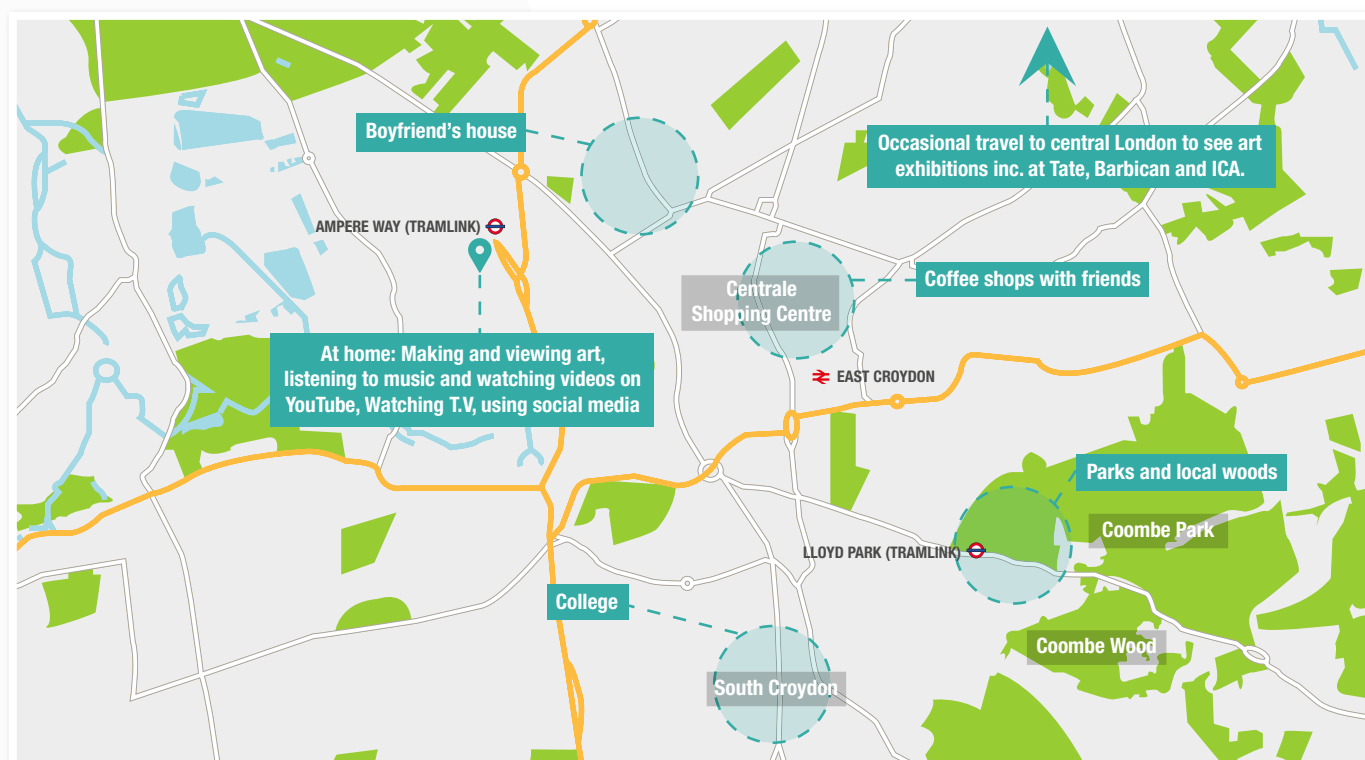 Boyfriend's house
Occasional travel to central London to see art
exhibitions inc. at Tate, Barbican and ICA.
AMPERE WAY (TRAMLINK)
Centrale
Shopping Centre
Coffee shops with friends
At home: Making and viewing art,
listening to music and watching videos on
YouTube, Watching T.V, using social media
EAST CROYDON
Parks and local woods
Coombe Park
LLOYD PARK (TRAMLINK)
College
Coombe Wood
South Croydon